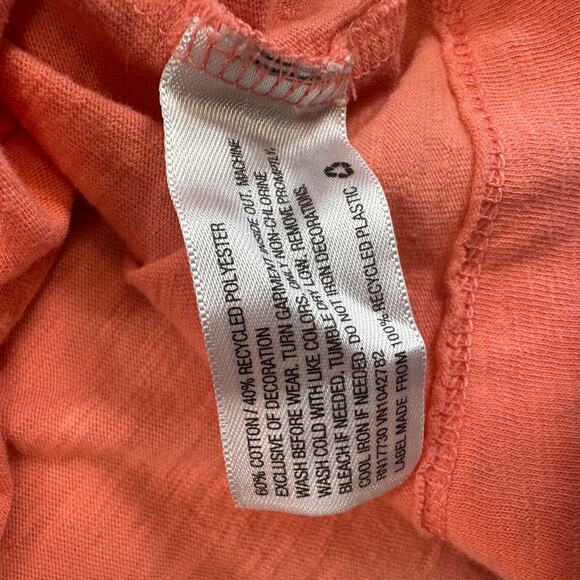 60% COTTON / 40% RECYCLED POLYESTER
EXCLUSIVE OF DECORATION
WASH BEFORE WEAR. TURN GARMENT INSIDE OUT. MACHINE
WASH COLD WITH LIKE COLORS. ONLY NON-CHLORINE
BLEACH IF NEEDED. TUMBLE DRY LOW. REMOVE PROMPTLY.
COOL IRON IF NEEDED. DO NOT IRON DECORATIONS.
RN17730 VN1042782
LABEL MADE FROM 100% RECYCLED PLASTIC